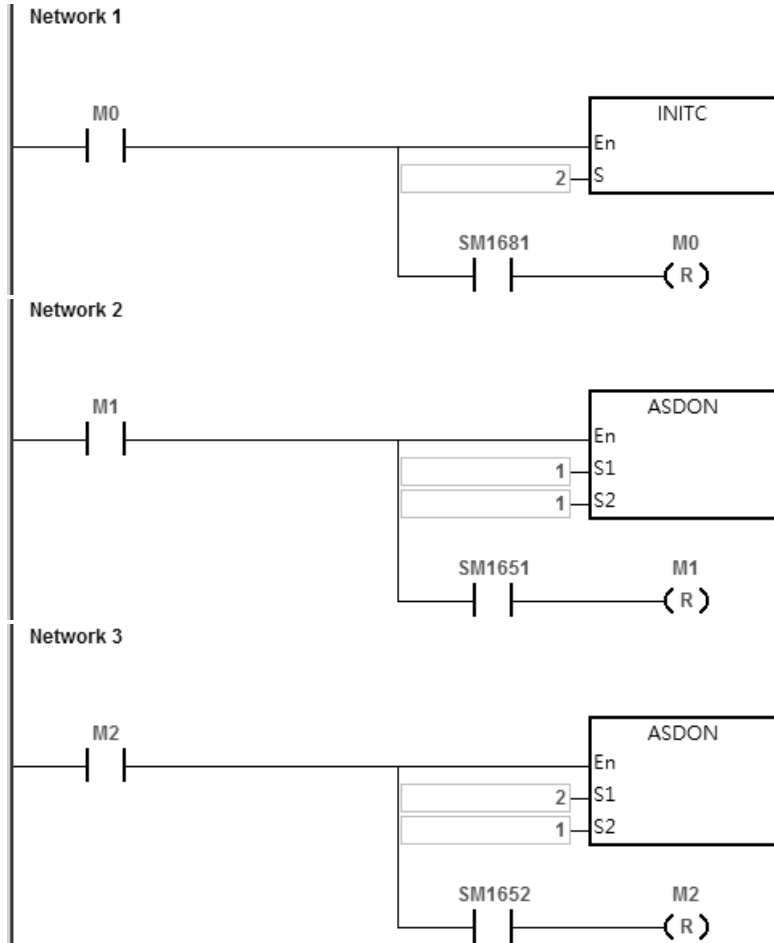 Network 1
M0
INITC
En
2 S
SM1681 M0
R
Network 2
M1
ASDON
En
1 S1
1 S2
SM1651 M1
R
Network 3
M2
ASDON
En
2 S1
1 S2
SM1652 M2
R